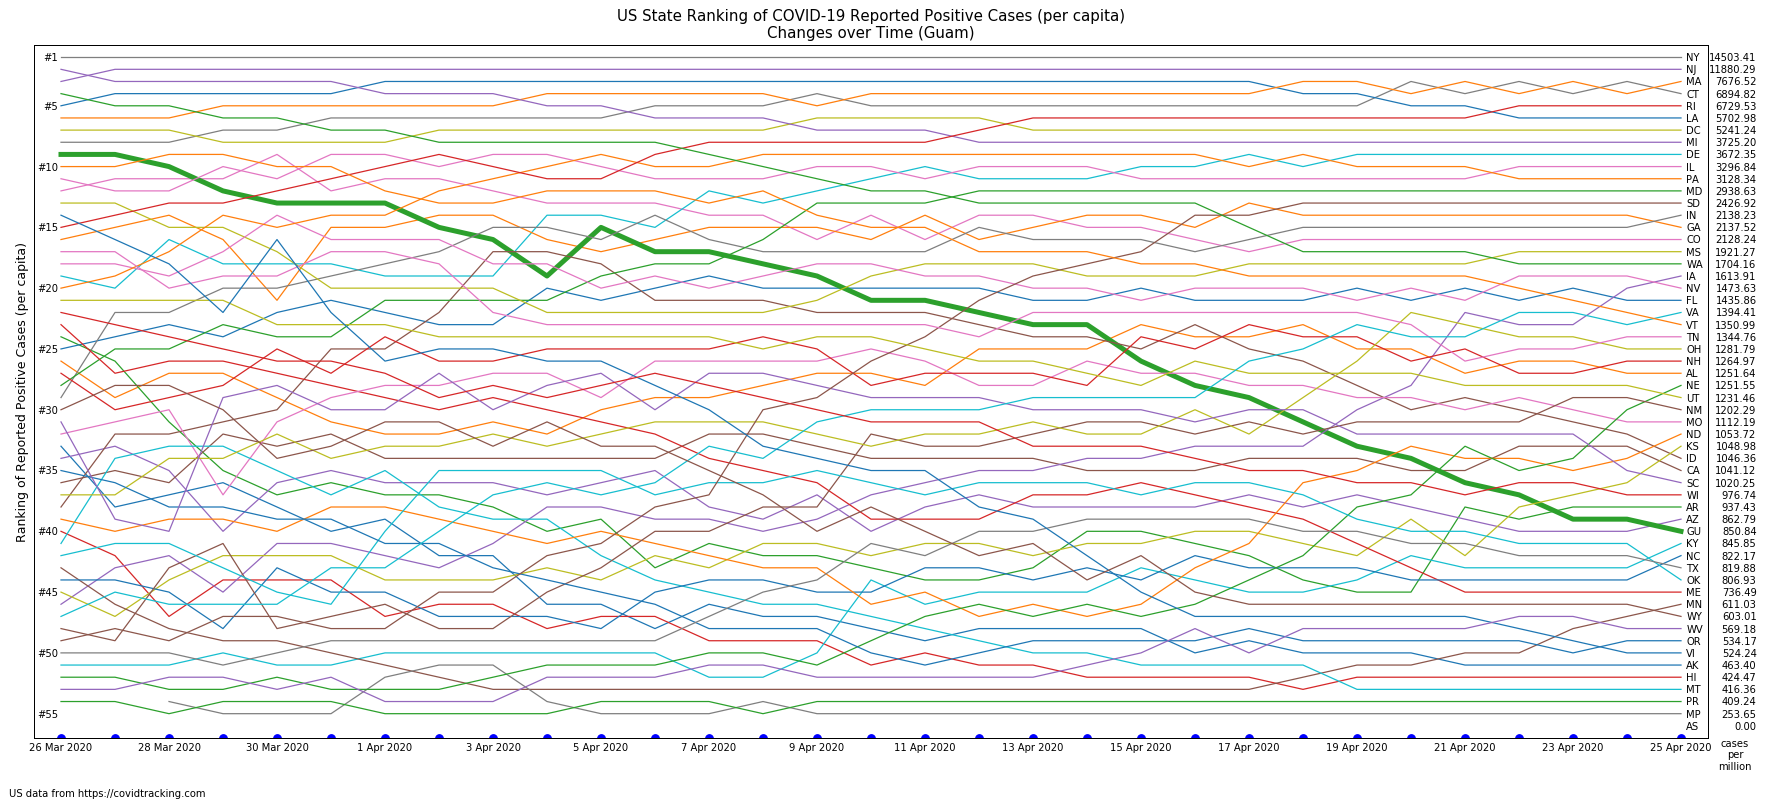 US State Ranking of COVID-19 Reported Positive Cases (per capita)
Changes over Time (Guam)
Ranking of Reported Positive Cases (per capita)
#1
#5
#10
#15
#20
#25
#30
#35
#40
#45
#50
#55
NY 14503.41
NJ 11880.29
MA 7676.52
CT 6894.82
RI 6729.53
LA 5702.98
DC 5241.24
MI 3725.20
DE 3672.35
IL 3296.84
PA 3128.34
MD 2938.63
SD 2426.92
IN 2138.23
GA 2137.52
CO 2128.24
MS 1921.27
WA 1704.16
IA 1613.91
NV 1473.63
FL 1435.86
VA 1394.41
VT 1350.99
TN 1344.76
OH 1281.79
NH 1264.97
AL 1251.64
NE 1251.55
UT 1231.46
NM 1202.29
MO 1112.19
ND 1053.72
KS 1048.98
ID 1046.36
CA 1041.12
SC 1020.25
WI 976.74
AR 937.43
AZ 862.79
GU 850.84
KY 845.85
NC 822.17
TX 819.88
OK 806.93
ME 736.49
MN 611.03
WY 603.01
WV 569.18
OR 534.17
VI 524.24
AK 463.40
HI 424.47
MT 416.36
PR 409.24
MP 253.65
AS 0.00
26 Mar 2020 28 Mar 2020 30 Mar 2020 1 Apr 2020 3 Apr 2020 5 Apr 2020 7 Apr 2020 9 Apr 2020 11 Apr 2020 13 Apr 2020 15 Apr 2020 17 Apr 2020 19 Apr 2020 21 Apr 2020 23 Apr 2020 25 Apr 2020
cases
per
million
US data from https://covidtracking.com